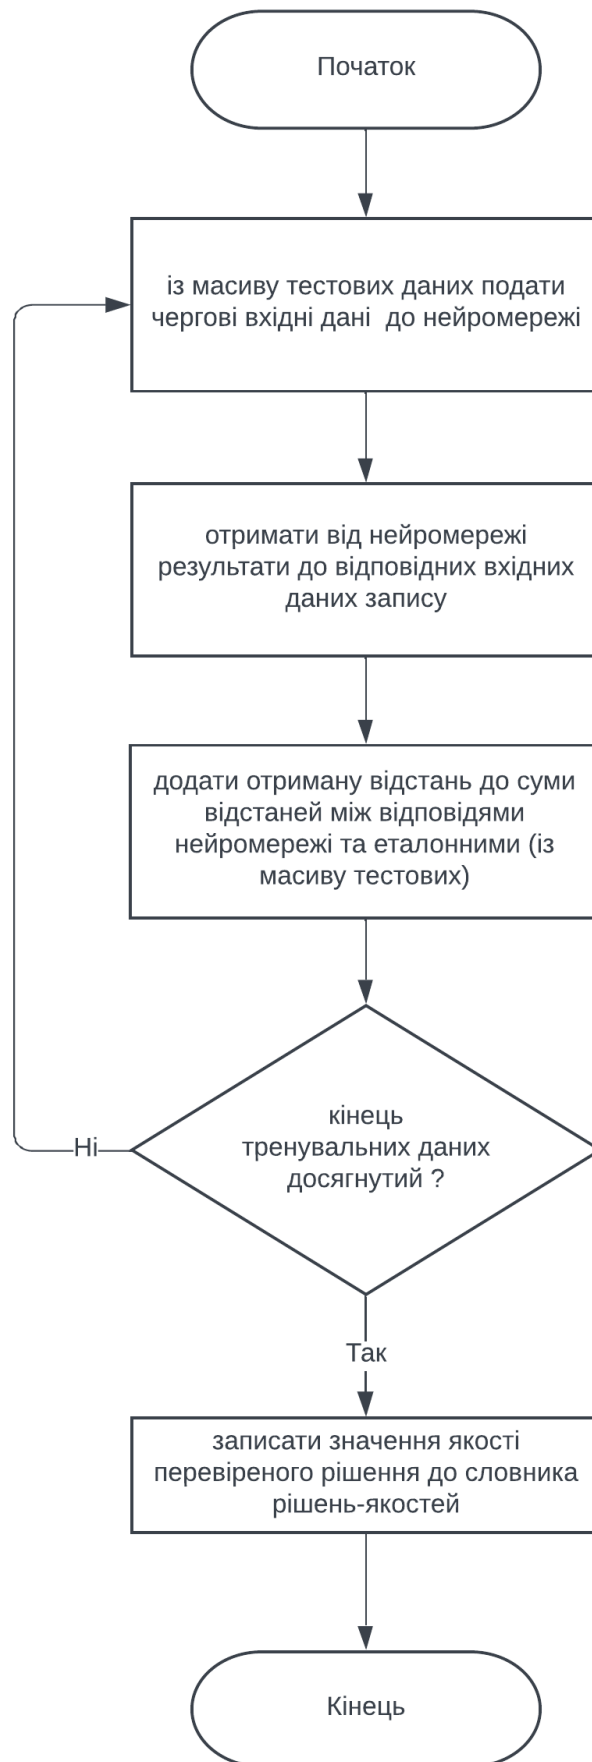 Початок
із масиву тестових даних подати
чергові вхідні дані до нейромережі
отримати від нейромережі
результати до відповідних вхідних
даних запису
додати отриману відстань до суми
відстаней між відповідями
нейромережі та еталонними (із
масиву тестових)
кінець
тренувальних даних
досягнутий ?
Ні
Так
записати значення якості
перевіреного рішення до словника
рішень-якостей
Кінець